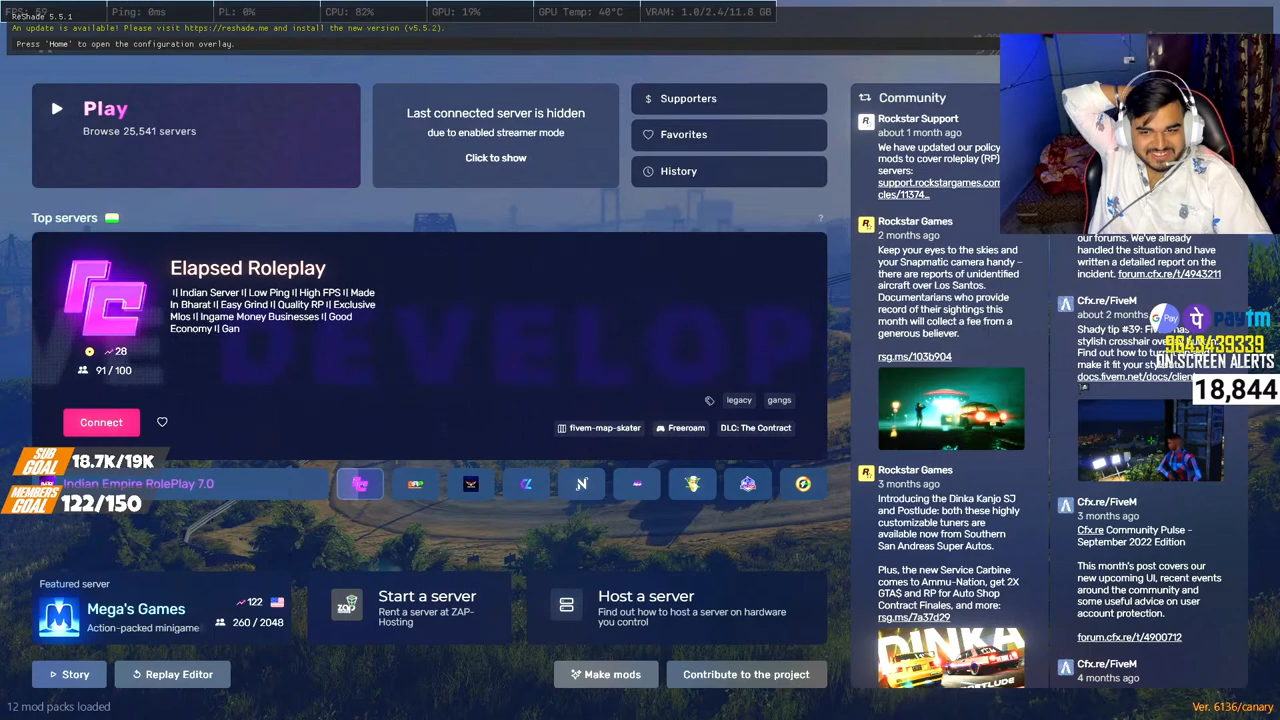 FPS: 59
Ping: 0ms
PL: 0%
CPU: 82%
GPU: 19%
GPU Temp: 40°C
VRAM: 1.0/2.4/11.8 GB
ReShade 5.5.1
An update is available! Please visit https://reshade.me and install the new version (v5.5.2).
Press 'Home' to open the configuration overlay.
Play
Browse 25,541 servers
Last connected server is hidden
due to enabled streamer mode
Click to show
Supporters
Favorites
History
Top servers
?
Elapsed Roleplay
Indian Server
Low Ping
High FPS
Made
In Bharat
Easy Grind
Quality RP
Exclusive
Mlos
Ingame Money Businesses
Good
Economy
Gan
28
91 / 100
Connect
legacy
gangs
fivem-map-skater
Freeroam
DLC: The Contract
SUB GOAL
18.7K/19K
Indian Empire RolePlay 7.0
MEMBERS GOAL
122/150
Featured server
Mega's Games
Action-packed minigame
122
260 / 2048
Start a server
Rent a server at ZAP-
Hosting
Host a server
Find out how to host a server on hardware
you control
Story
Replay Editor
Make mods
Contribute to the project
12 mod packs loaded
Community
Rockstar Support
about 1 month ago
We have updated our policy
mods to cover roleplay (RP)
servers:
support.rockstargames.com
cles/11374…
Rockstar Games
2 months ago
Keep your eyes to the skies and
your Snapmatic camera handy –
there are reports of unidentified
aircraft over Los Santos.
Documentarians who provide
record of their sightings this
month will collect a fee from a
generous believer.
rsg.ms/103b904
Rockstar Games
3 months ago
Introducing the Dinka Kanjo SJ
and Postlude: both these highly
customizable tuners are
available now from Southern
San Andreas Super Autos.
Plus, the new Service Carbine
comes to Ammu-Nation, get 2X
GTA$ and RP for Auto Shop
Contract Finales, and more:
rsg.ms/7a37d29
DINKA
POSTLUDE
our forums. We've already
handled the situation and have
written a detailed report on the
incident. forum.cfx.re/t/4943211
Cfx.re/FiveM
about 2 months
Shady tip #39:
stylish crosshair
Find out how to
make it fit your
docs.fivem.net/docs/clien
G Pay
paytm
9643439339
ON SCREEN ALERTS
18,844
Cfx.re/FiveM
3 months ago
Cfx.re Community Pulse –
September 2022 Edition
This month's post covers our
new upcoming UI, recent events
around the community and
some useful advice on user
account protection.
forum.cfx.re/t/4900712
Cfx.re/FiveM
4 months ago
Ver. 6136/canary